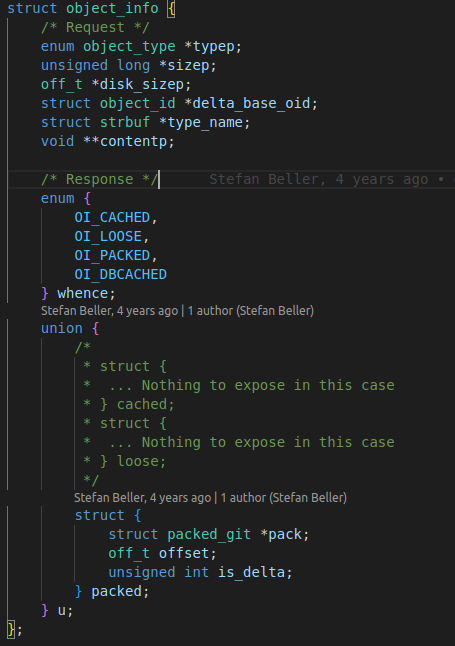 struct object_info {
    /* Request */
    enum object_type *typep;
    unsigned long *sizep;
    off_t *disk_sizep;
    struct object_id *delta_base_oid;
    struct strbuf *type_name;
    void **contentp;

    /* Response */    Stefan Beller, 4 years ago •
    enum {
        OI_CACHED,
        OI_LOOSE,
        OI_PACKED,
        OI_DBCACHED
    } whence;
    Stefan Beller, 4 years ago | 1 author (Stefan Beller)
    union {
        /*
         * struct {
         *  ... Nothing to expose in this case
         * } cached;
         * struct {
         *  ... Nothing to expose in this case
         * } loose;
         */
        Stefan Beller, 4 years ago | 1 author (Stefan Beller)
        struct {
            struct packed_git *pack;
            off_t offset;
            unsigned int is_delta;
        } packed;
    } u;
};